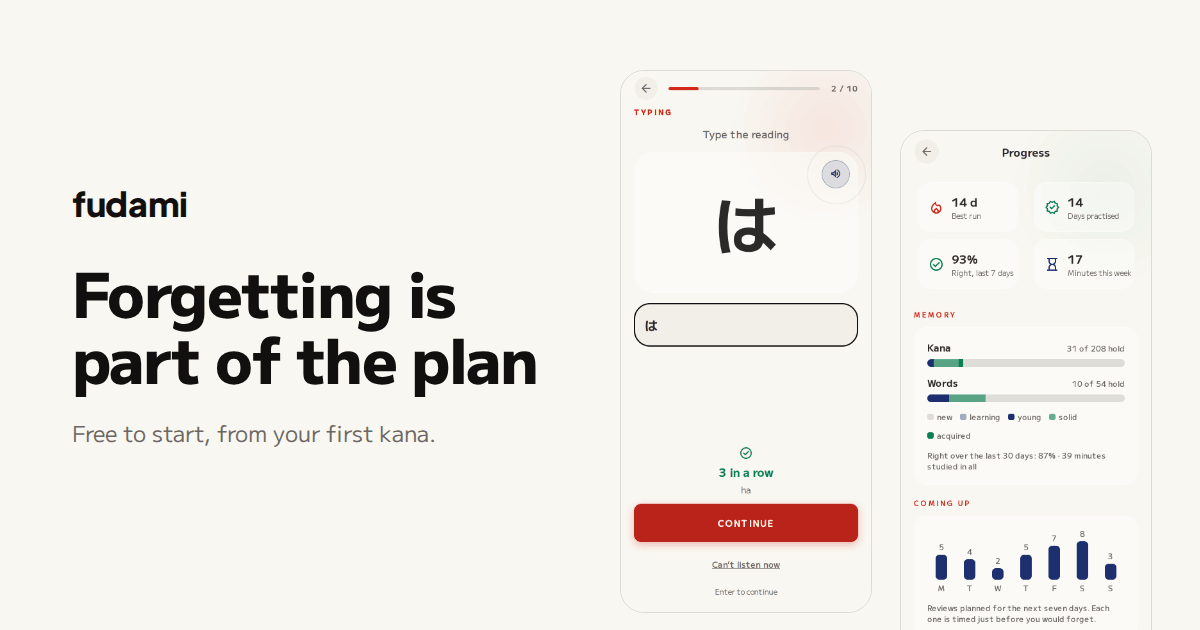 fudami
Forgetting is
part of the plan
Free to start, from your first kana.
2 / 10
TYPING
Type the reading
は
は
3 in a row
ha
CONTINUE
Can't listen now
Enter to continue
Progress
14 d
Best run
14
Days practised
93%
Right, last 7 days
17
Minutes this week
MEMORY
Kana
31 of 208 hold
Words
10 of 54 hold
new learning young solid
acquired
Right over the last 30 days: 87% · 39 minutes
studied in all
COMING UP
5 4 2 5 7 8 3
M T W T F S S
Reviews planned for the next seven days. Each
one is timed just before you would forget.